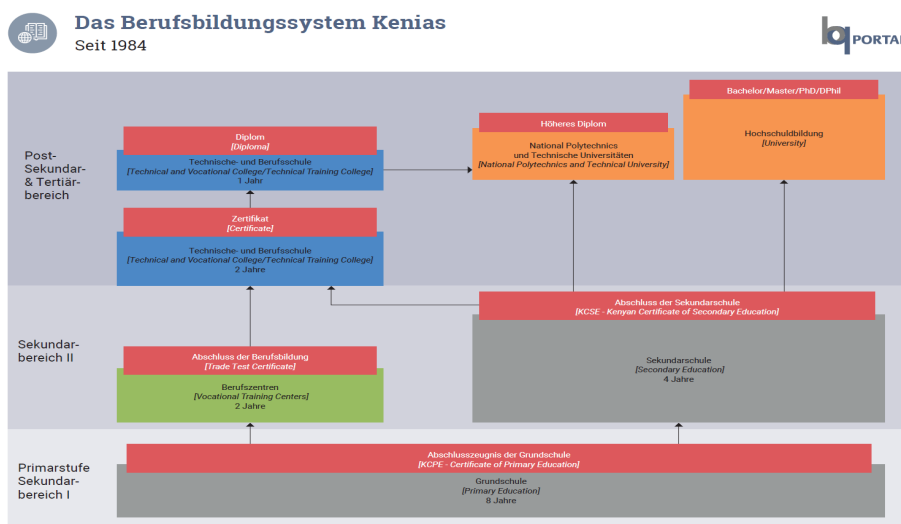 Das Berufsbildungssystem Kenias
Seit 1984
bq PORTAL
Post-
Sekundar-
& Tertiär-
bereich
Diplom
[Diploma]
Technische- und Berufsschule
[Technical and Vocational College/Technical Training College]
1 Jahr
Höheres Diplom
National Polytechnics
und Technische Universitäten
[National Polytechnics and Technical University]
Bachelor/Master/PhD/DPhil
Hochschuldbildung
[University]
Zertifikat
[Certificate]
Technische- und Berufsschule
[Technical and Vocational College/Technical Training College]
2 Jahre
Sekundar-
bereich II
Abschluss der Berufsbildung
[Trade Test Certificate]
Berufszentren
[Vocational Training Centers]
2 Jahre
Abschluss der Sekundarschule
[KCSE - Kenyan Certificate of Secondary Education]
Sekundarschule
[Secondary Education]
4 Jahre
Primarstufe
Sekundar-
bereich I
Abschlusszeugnis der Grundschule
[KCPE - Certificate of Primary Education]
Grundschule
[Primary Education]
8 Jahre